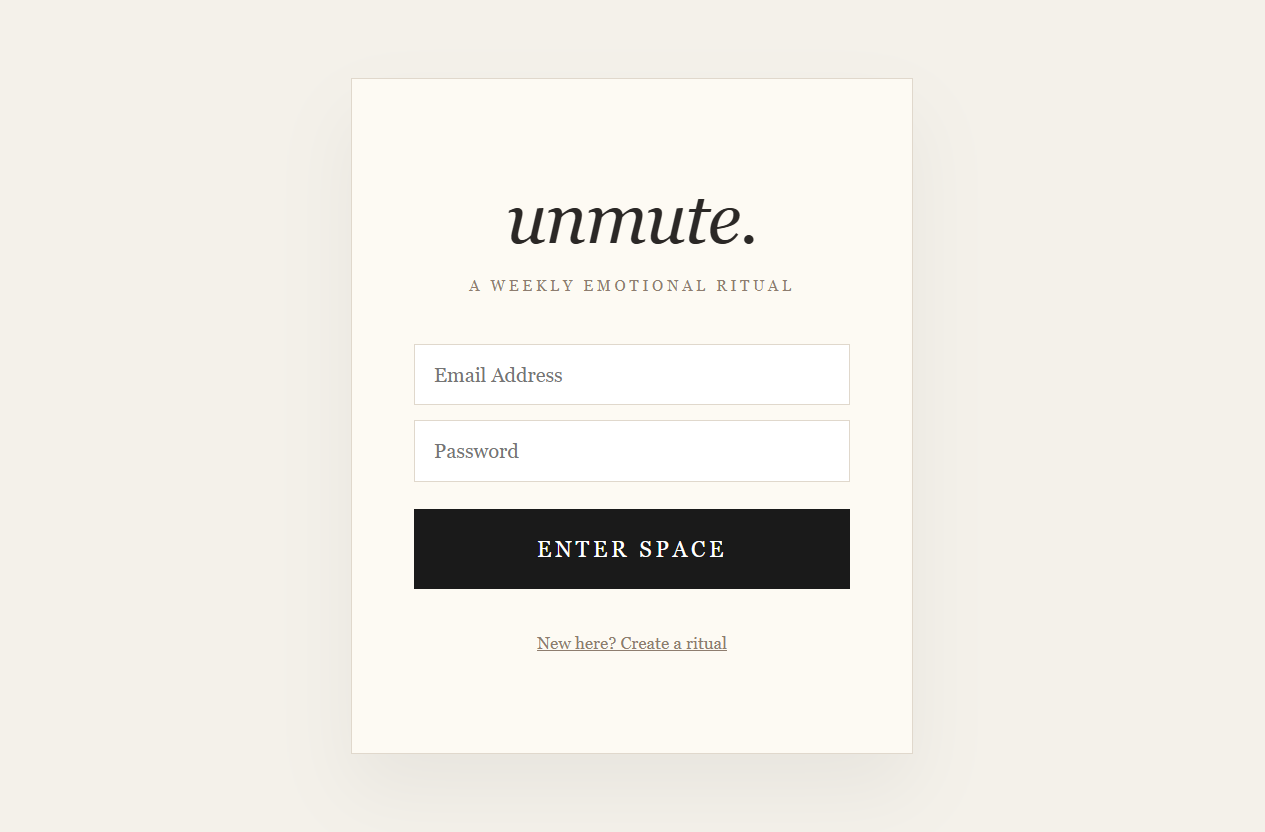 unmute.
A WEEKLY EMOTIONAL RITUAL
Email Address
Password
ENTER SPACE
New here? Create a ritual